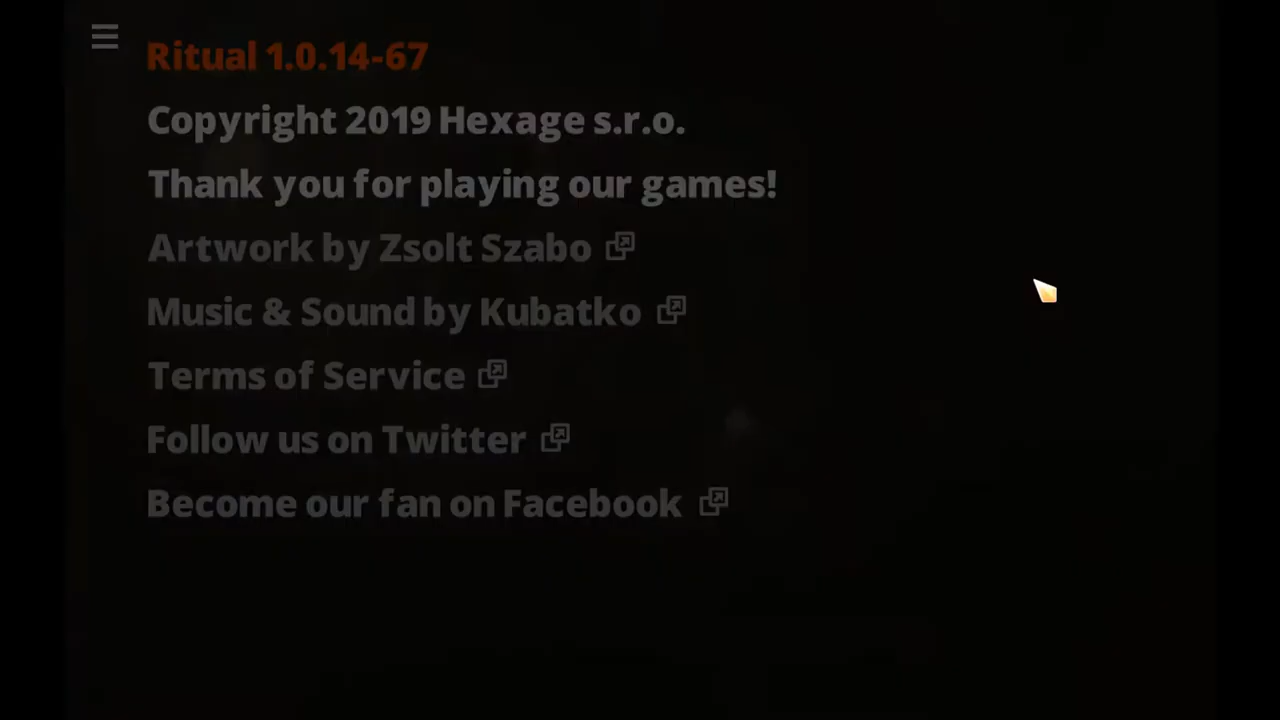 Ritual 1.0.14-67
Copyright 2019 Hexage s.r.o.
Thank you for playing our games!
Artwork by Zsolt Szabo
Music & Sound by Kubatko
Terms of Service
Follow us on Twitter
Become our fan on Facebook